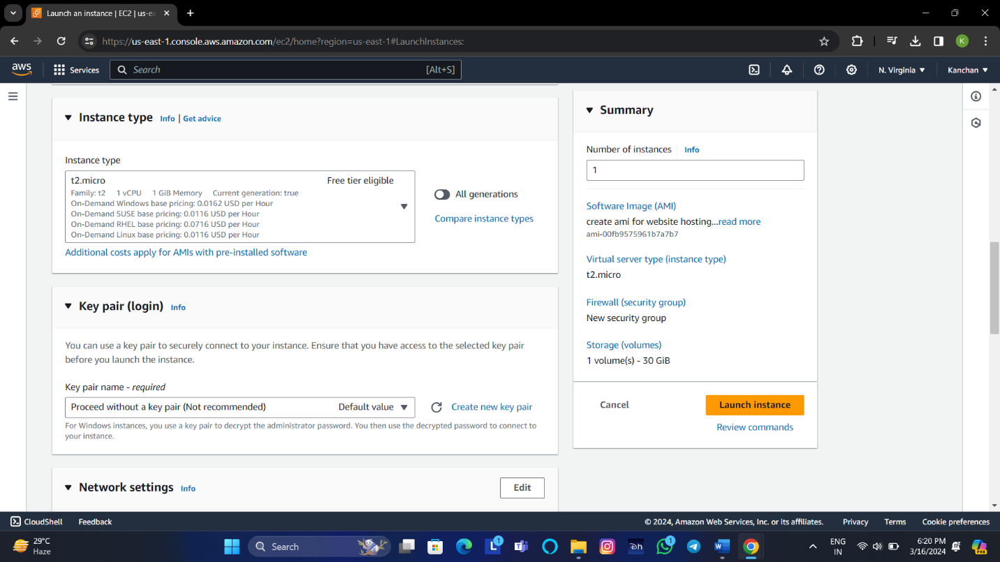 Launch an instance | EC2 | us-ea
https://us-east-1.console.aws.amazon.com/ec2/home?region=us-east-1#LaunchInstances:
K
aws
Services
Search
[Alt+S]
N. Virginia
Kanchan
Instance type
Info | Get advice
Instance type
t2.micro
Free tier eligible
Family: t2 1 vCPU 1 GiB Memory Current generation: true
On-Demand Windows base pricing: 0.0162 USD per Hour
On-Demand SUSE base pricing: 0.0116 USD per Hour
On-Demand RHEL base pricing: 0.0716 USD per Hour
On-Demand Linux base pricing: 0.0116 USD per Hour
All generations
Compare instance types
Additional costs apply for AMIs with pre-installed software
Key pair (login)
Info
You can use a key pair to securely connect to your instance. Ensure that you have access to the selected key pair
before you launch the instance.
Key pair name - required
Proceed without a key pair (Not recommended)
Default value
Create new key pair
For Windows instances, you use a key pair to decrypt the administrator password. You then use the decrypted password to connect to
your instance.
Network settings
Info
Edit
Summary
Number of instances
Info
1
Software Image (AMI)
create ami for website hosting...read more
ami-00fb9575961b7a7b7
Virtual server type (instance type)
t2.micro
Firewall (security group)
New security group
Storage (volumes)
1 volume(s) - 30 GiB
Cancel
Launch instance
Review commands
CloudShell
Feedback
© 2024, Amazon Web Services, Inc. or its affiliates.
Privacy
Terms
Cookie preferences
29°C
Haze
Search
L
1
Dh
1
W
ENG
IN
6:20 PM
3/16/2024
PRE